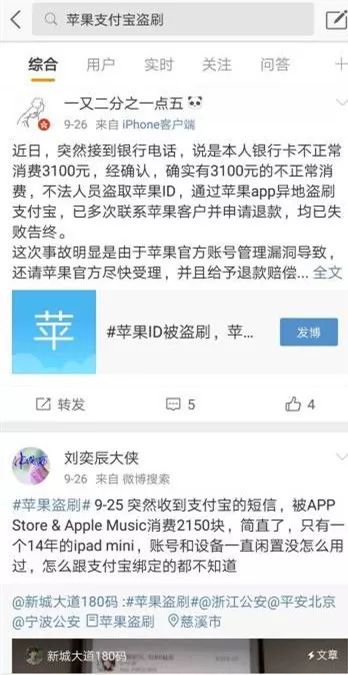 苹果支付宝盗刷
综合 用户 实时 关注 问答
一又二分之一点五🐼
9-26 来自 iPhone客户端
近日，突然接到银行电话，说是本人银行卡不正常
消费3100元，经确认，确实有3100元的不正常消
费，不法人员盗取苹果ID，通过苹果app异地盗刷
支付宝，已多次联系苹果客户并申请退款，均已失
败告终。
这次事故明显是由于苹果官方账号管理漏洞导致，
还请苹果官方尽快受理，并且给予退款赔偿... 全文
苹
#苹果ID被盗刷，苹...
发博
转发 5 4
刘奕辰大侠
9-26 来自 微博搜索
#苹果盗刷# 9-25 突然收到支付宝的短信，被APP
Store & Apple Music消费2150块，简直了，只有一
个14年的ipad mini，账号和设备一直闲置没怎么用
过，怎么跟支付宝绑定的都不知道
@新城大道180码 :#苹果盗刷#@浙江公安@平安北京
@宁波公安 苹果盗刷 慈溪市
新城大道180码
文章